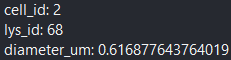 cell_id: 2
lys_id: 68
diameter_um: 0.616877643764019